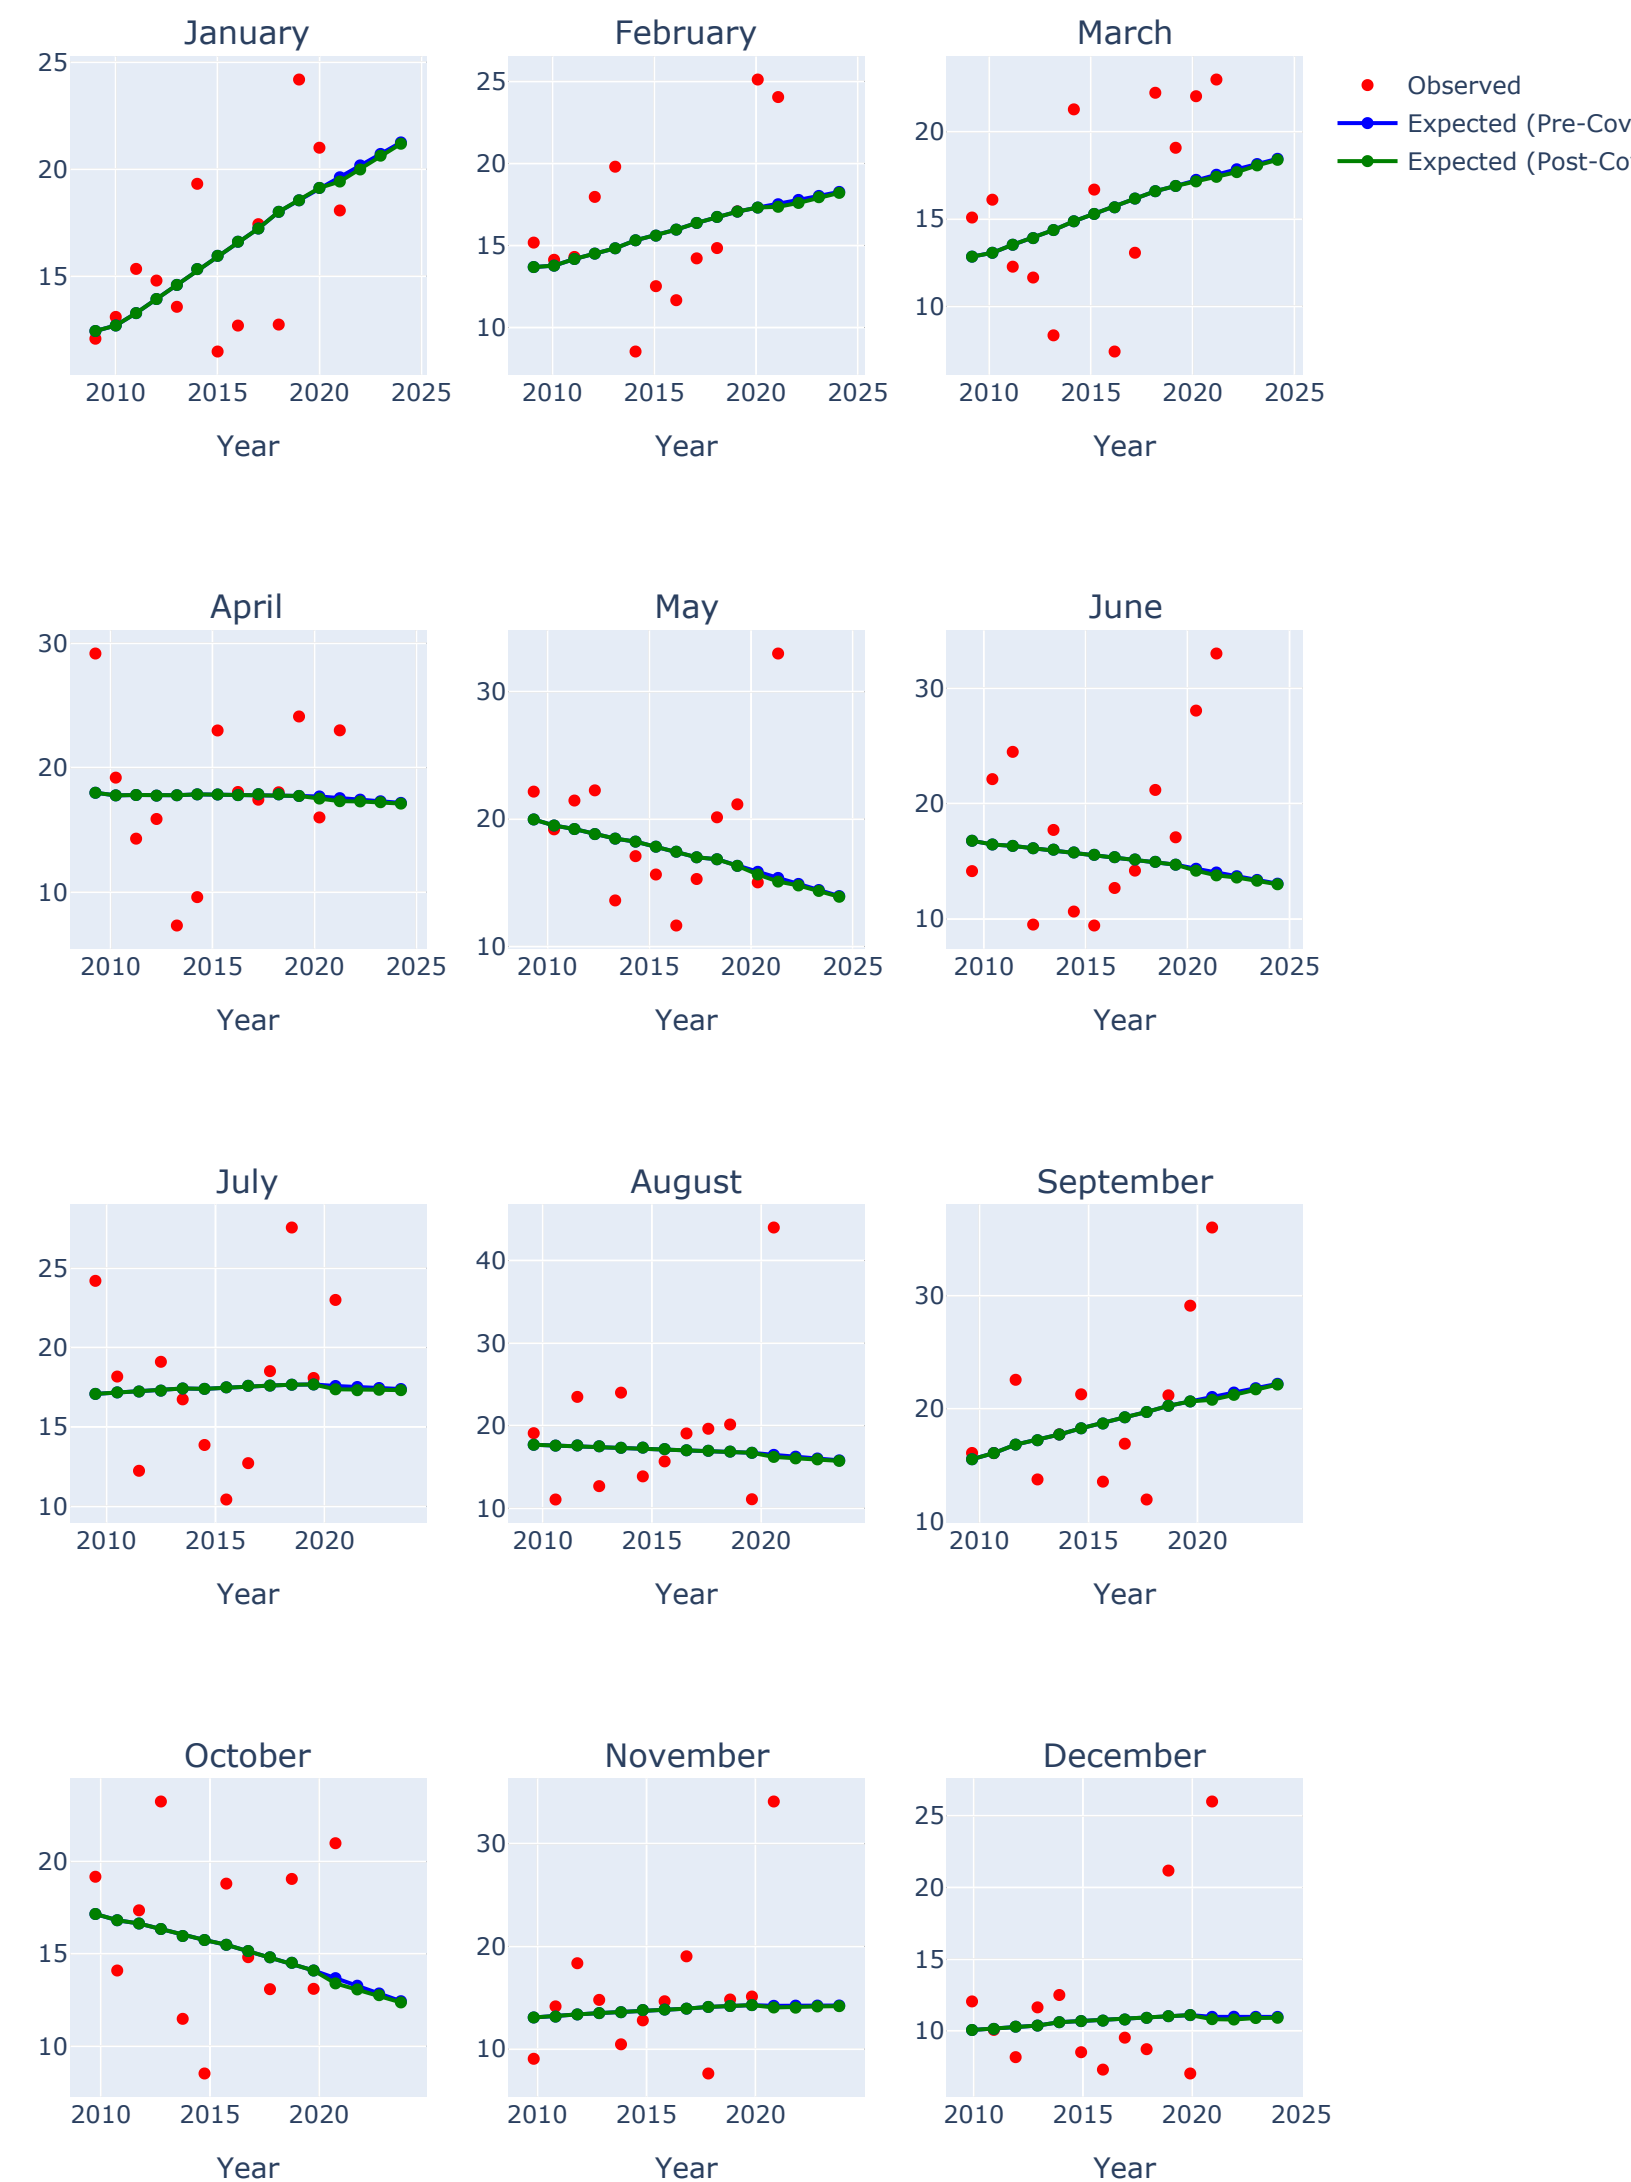 January February March
25
20
15
2010 2015 2020 2025
Year
25
20
15
10
2010 2015 2020 2025
Year
20
15
10
2010 2015 2020 2025
Year
Observed
Expected (Pre-Cov
Expected (Post-Co
April May June
30
20
10
2010 2015 2020 2025
Year
30
20
10
2010 2015 2020 2025
Year
30
20
10
2010 2015 2020 2025
Year
July August September
25
20
15
10
2010 2015 2020
Year
40
30
20
10
2010 2015 2020
Year
30
20
10
2010 2015 2020
Year
October November December
20
15
10
2010 2015 2020
Year
30
20
10
2010 2015 2020
Year
25
20
15
10
2010 2015 2020 2025
Year